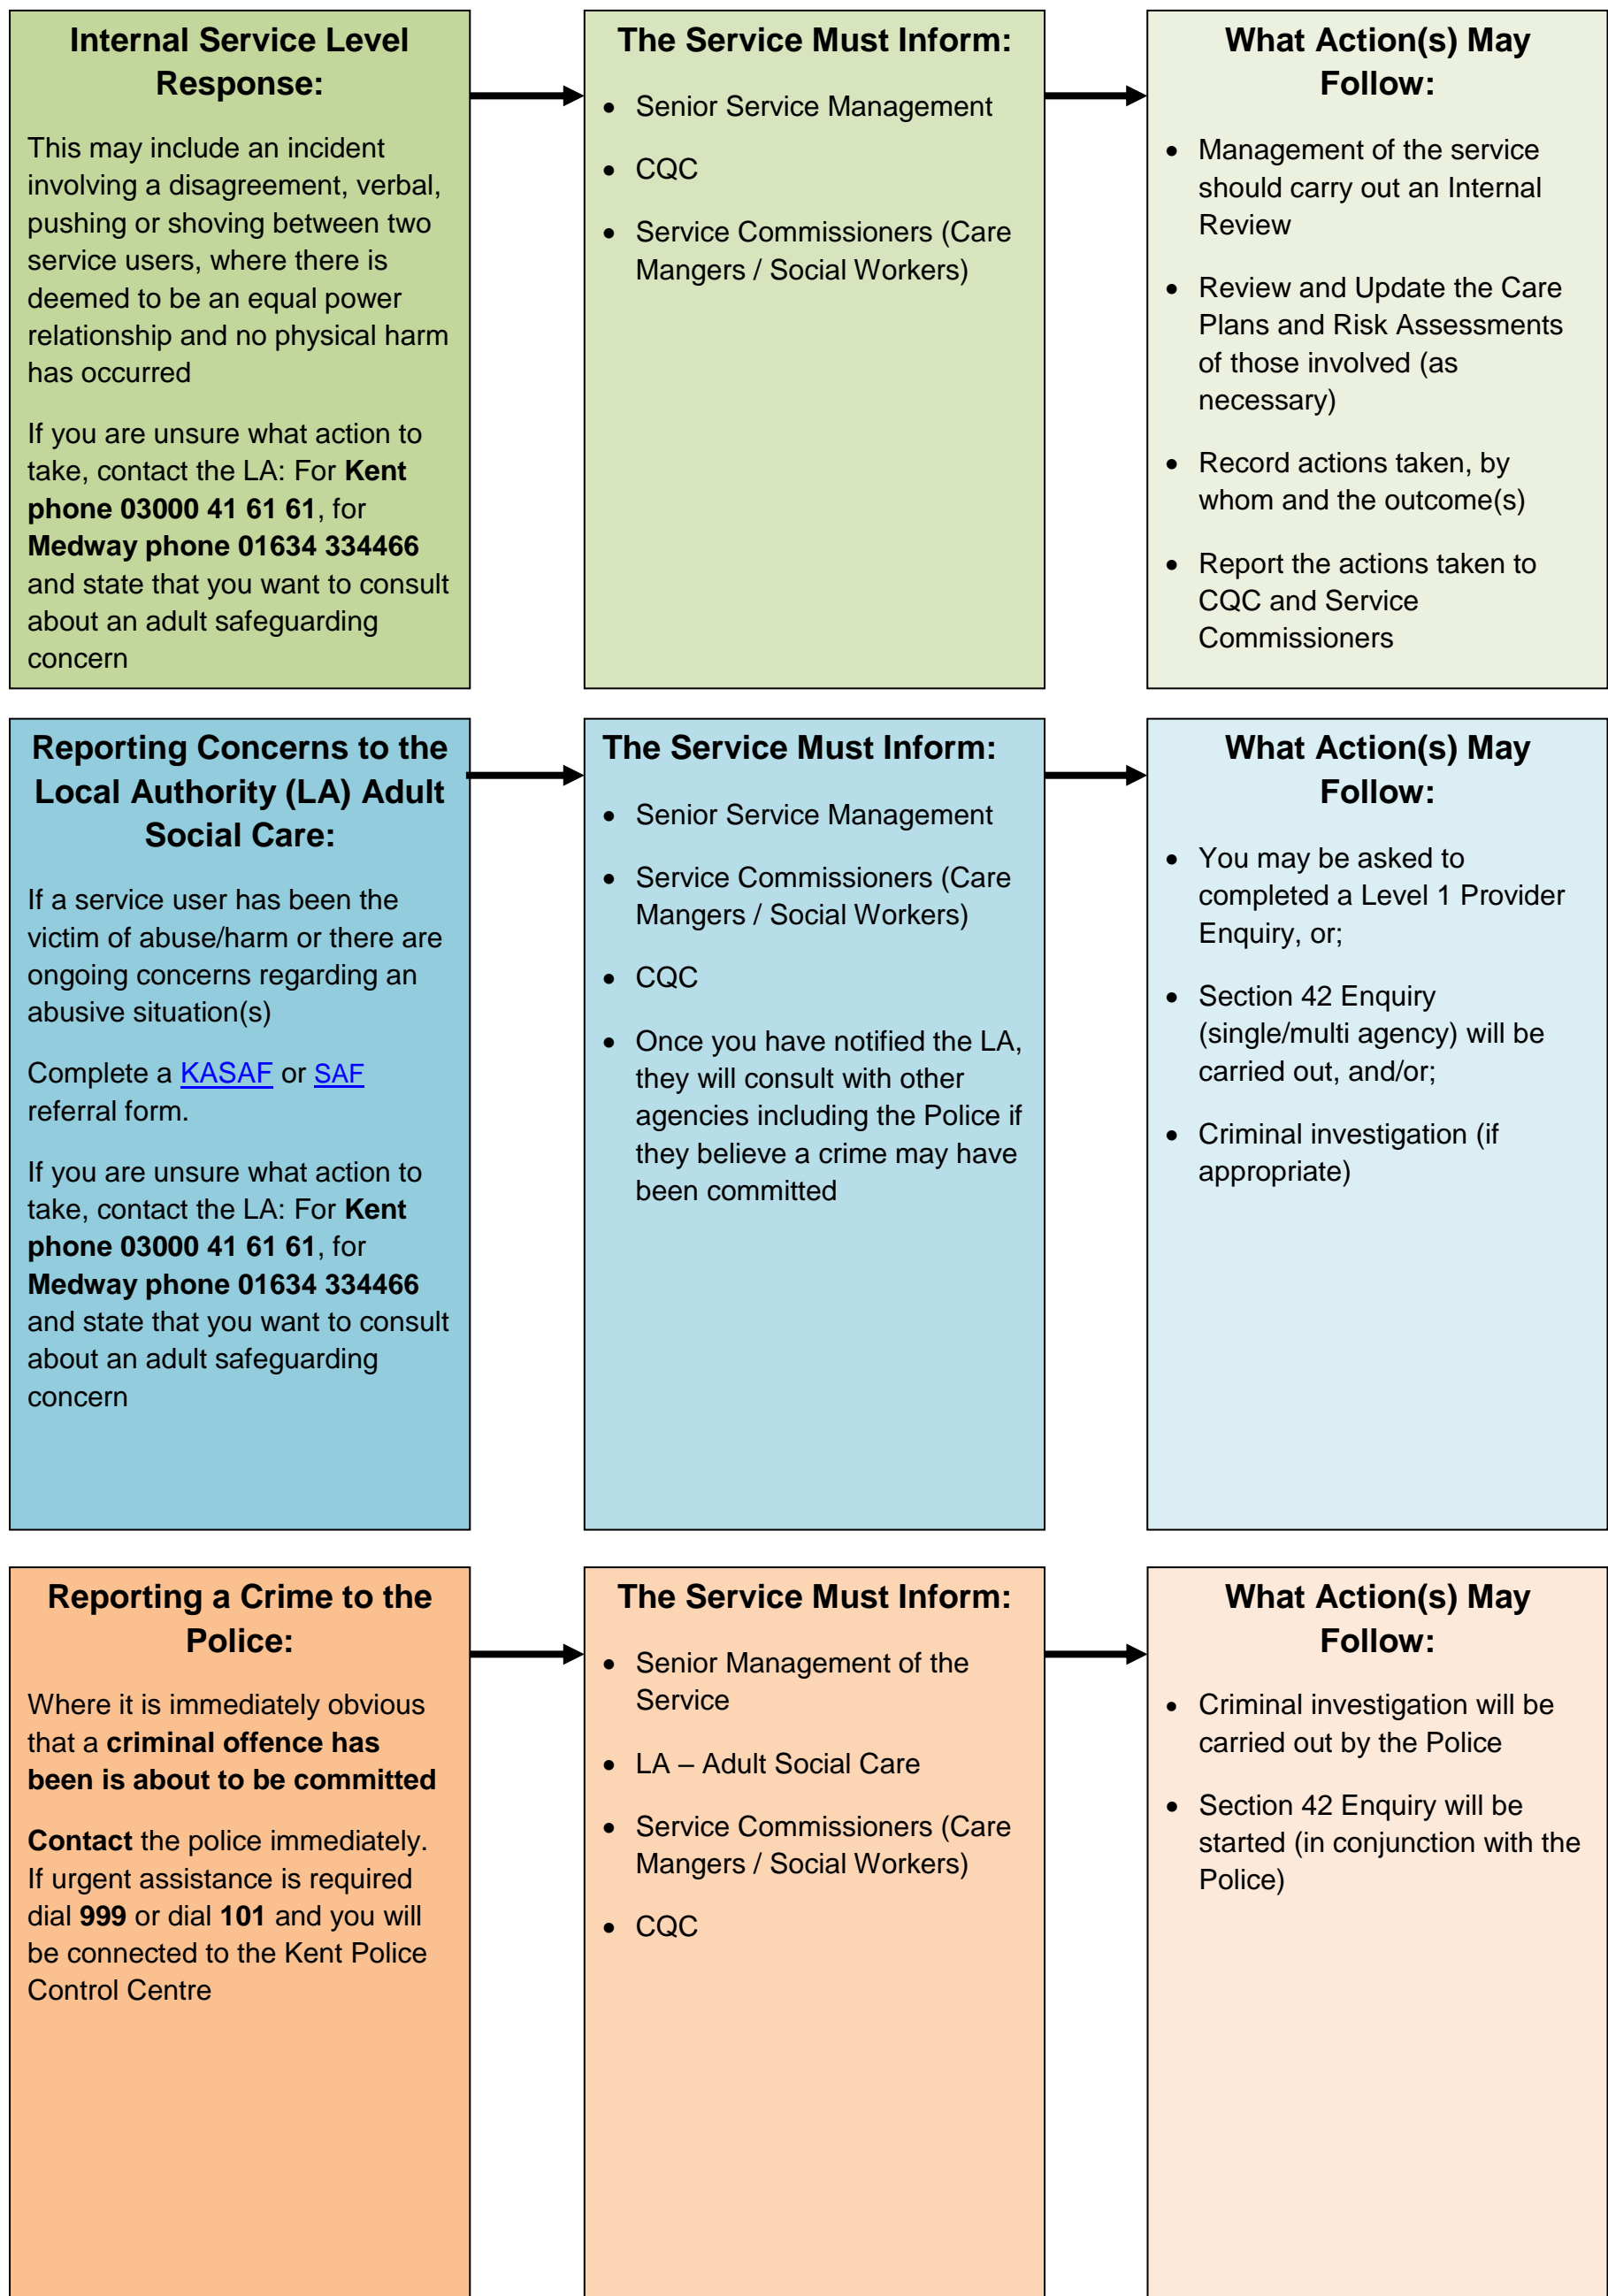 Internal Service Level
Response:
This may include an incident
involving a disagreement, verbal,
pushing or shoving between two
service users, where there is
deemed to be an equal power
relationship and no physical harm
has occurred
If you are unsure what action to
take, contact the LA: For Kent
phone 03000 41 61 61, for
Medway phone 01634 334466
and state that you want to consult
about an adult safeguarding
concern
The Service Must Inform:
• Senior Service Management
• CQC
• Service Commissioners (Care
Mangers / Social Workers)
What Action(s) May
Follow:
• Management of the service
should carry out an Internal
Review
• Review and Update the Care
Plans and Risk Assessments
of those involved (as
necessary)
• Record actions taken, by
whom and the outcome(s)
• Report the actions taken to
CQC and Service
Commissioners
Reporting Concerns to the
Local Authority (LA) Adult
Social Care:
If a service user has been the
victim of abuse/harm or there are
ongoing concerns regarding an
abusive situation(s)
Complete a KASAF or SAF
referral form.
If you are unsure what action to
take, contact the LA: For Kent
phone 03000 41 61 61, for
Medway phone 01634 334466
and state that you want to consult
about an adult safeguarding
concern
The Service Must Inform:
• Senior Service Management
• Service Commissioners (Care
Mangers / Social Workers)
• CQC
• Once you have notified the LA,
they will consult with other
agencies including the Police if
they believe a crime may have
been committed
What Action(s) May
Follow:
• You may be asked to
completed a Level 1 Provider
Enquiry, or;
• Section 42 Enquiry
(single/multi agency) will be
carried out, and/or;
• Criminal investigation (if
appropriate)
Reporting a Crime to the
Police:
Where it is immediately obvious
that a criminal offence has
been is about to be committed
Contact the police immediately.
If urgent assistance is required
dial 999 or dial 101 and you will
be connected to the Kent Police
Control Centre
The Service Must Inform:
• Senior Management of the
Service
• LA – Adult Social Care
• Service Commissioners (Care
Mangers / Social Workers)
• CQC
What Action(s) May
Follow:
• Criminal investigation will be
carried out by the Police
• Section 42 Enquiry will be
started (in conjunction with the
Police)